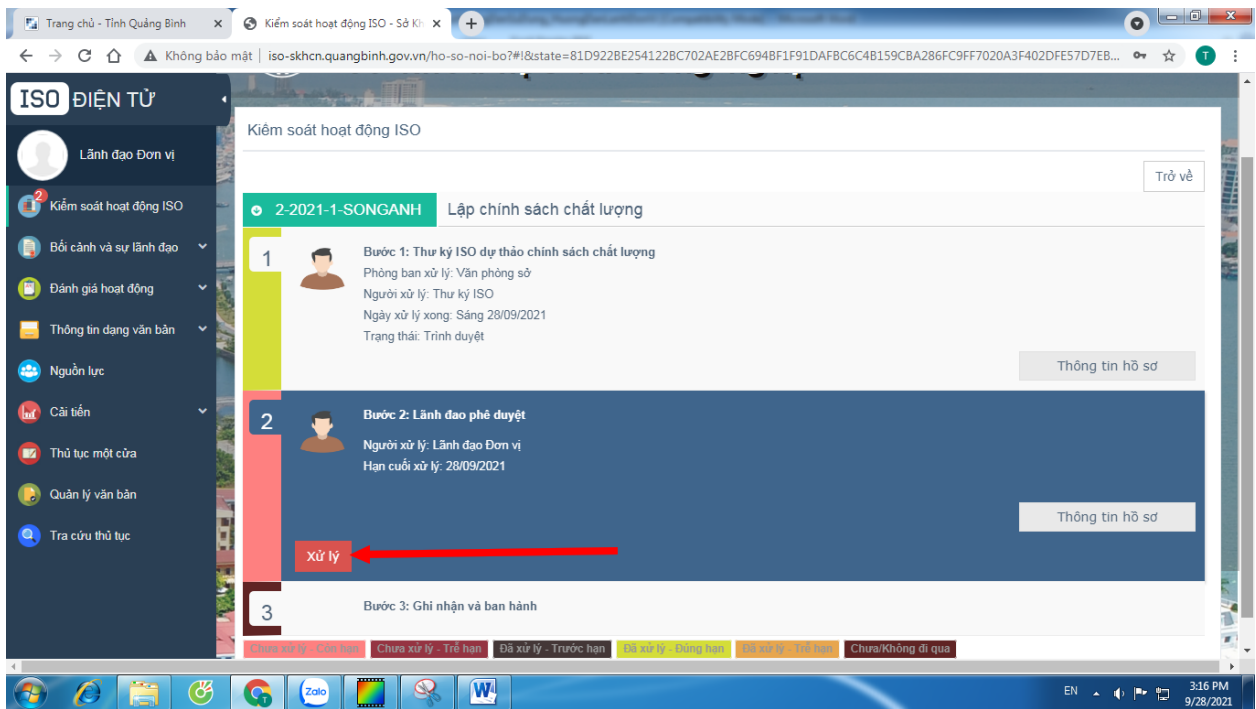 Trang chủ - Tỉnh Quảng Bình
Kiểm soát hoạt động ISO - Sở Kh
Không bảo mật | iso-skhcn.quangbinh.gov.vn/ho-so-noi-bo?#!&state=81D922BE254122BC702AE2BFC694BF1F91DAFBC6C4B159CBA286FC9FF7020A3F402DFE57D7EB...
T
ISO ĐIỆN TỬ
Lãnh đạo Đơn vị
2
Kiểm soát hoạt động ISO
Bối cảnh và sự lãnh đạo
Đánh giá hoạt động
Thông tin dạng văn bản
Nguồn lực
Cải tiến
Thủ tục một cửa
Quản lý văn bản
Tra cứu thủ tục
Kiểm soát hoạt động ISO
Trở về
2-2021-1-SONGANH Lập chính sách chất lượng
1
Bước 1: Thư ký ISO dự thảo chính sách chất lượng
Phòng ban xử lý: Văn phòng sở
Người xử lý: Thư ký ISO
Ngày xử lý xong: Sáng 28/09/2021
Trạng thái: Trình duyệt
Thông tin hồ sơ
2
Bước 2: Lãnh đao phê duyệt
Người xử lý: Lãnh đạo Đơn vị
Hạn cuối xử lý: 28/09/2021
Thông tin hồ sơ
Xử lý
3
Bước 3: Ghi nhận và ban hành
Chưa xử lý - Còn hạn Chưa xử lý - Trễ hạn Đã xử lý - Trước hạn Đã xử lý - Đúng hạn Đã xử lý - Trễ hạn Chưa/Không đi qua
Zalo
EN
3:16 PM
9/28/2021